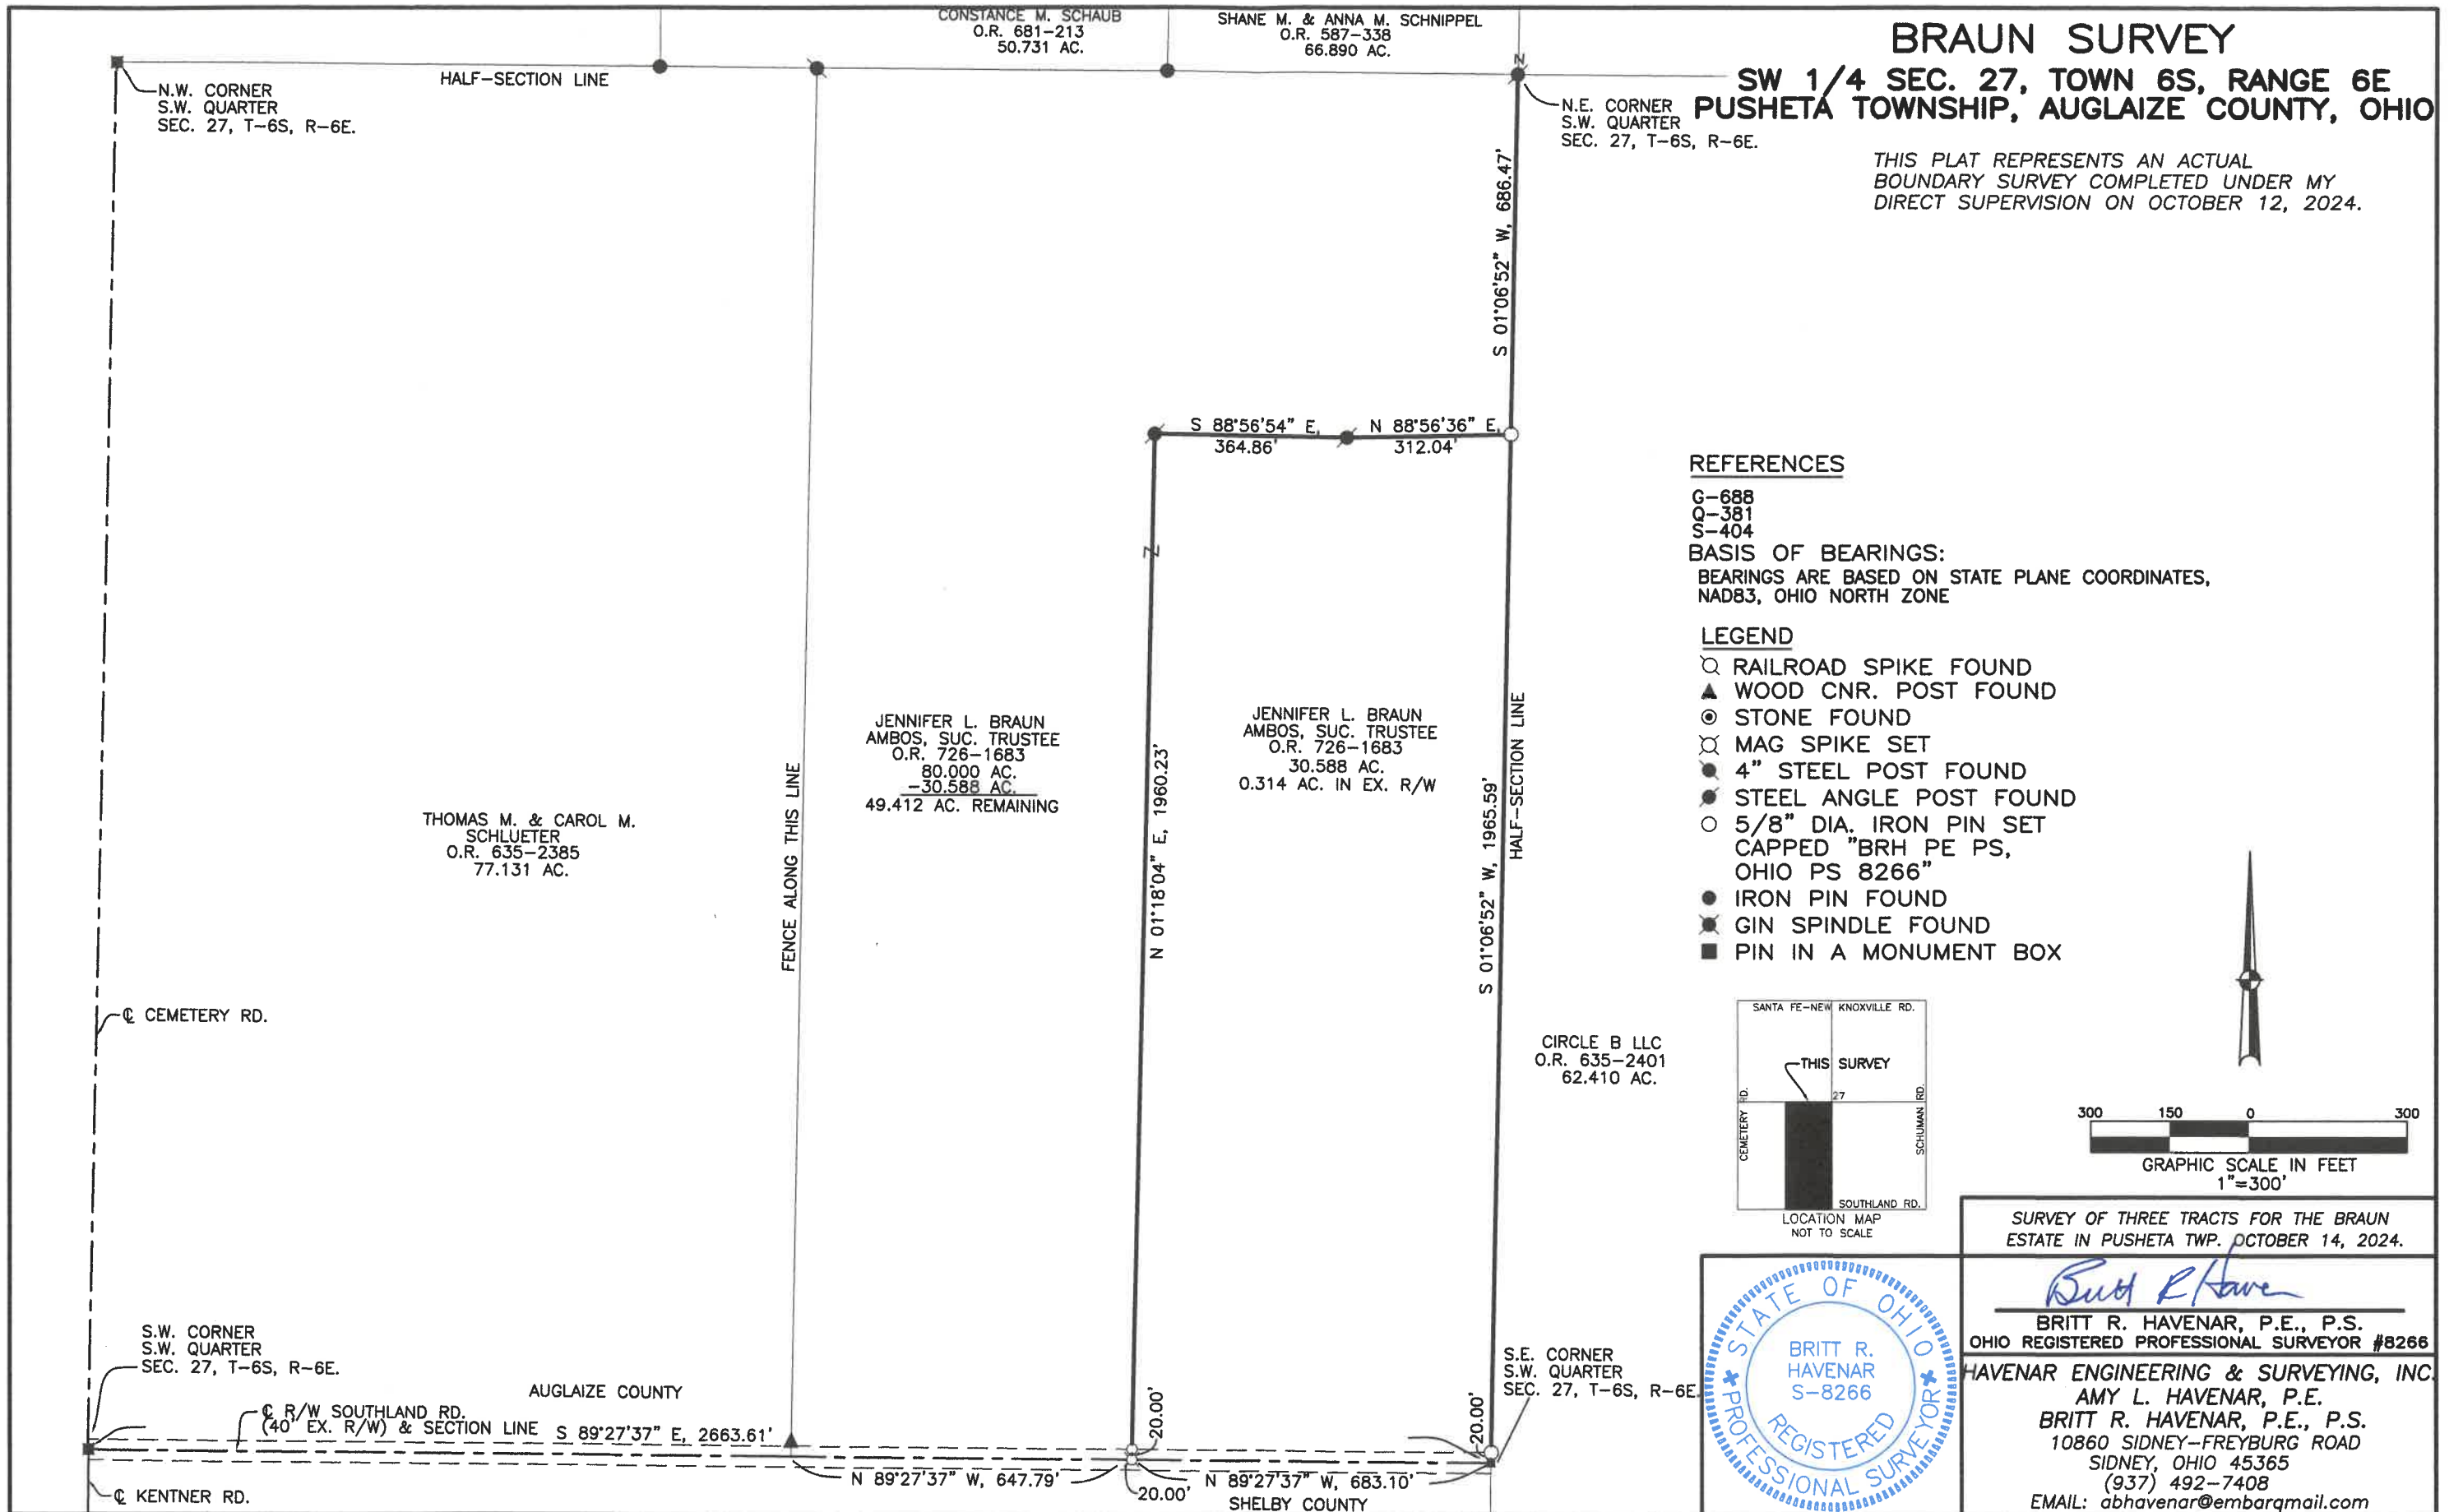 CONSTANCE M. SCHAUB
O.R. 681-213
50.731 AC.
SHANE M. & ANNA M. SCHNIPPEL
O.R. 587-338
66.890 AC.
BRAUN SURVEY
SW 1/4 SEC. 27, TOWN 6S, RANGE 6E
PUSHETA TOWNSHIP, AUGLAIZE COUNTY, OHIO
THIS PLAT REPRESENTS AN ACTUAL
BOUNDARY SURVEY COMPLETED UNDER MY
DIRECT SUPERVISION ON OCTOBER 12, 2024.
N.W. CORNER
S.W. QUARTER
SEC. 27, T-6S, R-6E.
HALF-SECTION LINE
N.E. CORNER
S.W. QUARTER
SEC. 27, T-6S, R-6E.
S 01°06'52" W, 686.47'
S 88°56'54" E,
364.86'
N 88°56'36" E,
312.04'
REFERENCES
G-688
Q-381
S-404
BASIS OF BEARINGS:
BEARINGS ARE BASED ON STATE PLANE COORDINATES,
NAD83, OHIO NORTH ZONE
LEGEND
RAILROAD SPIKE FOUND
WOOD CNR. POST FOUND
STONE FOUND
MAG SPIKE SET
4" STEEL POST FOUND
STEEL ANGLE POST FOUND
5/8" DIA. IRON PIN SET
CAPPED "BRH PE PS,
OHIO PS 8266"
IRON PIN FOUND
GIN SPINDLE FOUND
PIN IN A MONUMENT BOX
THOMAS M. & CAROL M.
SCHLUETER
O.R. 635-2385
77.131 AC.
FENCE ALONG THIS LINE
JENNIFER L. BRAUN
AMBOS, SUC. TRUSTEE
O.R. 726-1683
80.000 AC.
-30.588 AC.
49.412 AC. REMAINING
N 01°18'04" E, 1960.23'
JENNIFER L. BRAUN
AMBOS, SUC. TRUSTEE
O.R. 726-1683
30.588 AC.
0.314 AC. IN EX. R/W
S 01°06'52" W, 1965.59'
HALF-SECTION LINE
CIRCLE B LLC
O.R. 635-2401
62.410 AC.
℄ CEMETERY RD.
SANTA FE-NEW KNOXVILLE RD.
THIS SURVEY
27
CEMETERY RD.
SCHUMAN RD.
SOUTHLAND RD.
LOCATION MAP
NOT TO SCALE
300 150 0 300
GRAPHIC SCALE IN FEET
1"=300'
S.W. CORNER
S.W. QUARTER
SEC. 27, T-6S, R-6E.
AUGLAIZE COUNTY
℄ R/W SOUTHLAND RD.
(40' EX. R/W) & SECTION LINE
S 89°27'37" E, 2663.61'
N 89°27'37" W, 647.79'
20.00'
20.00'
N 89°27'37" W, 683.10'
20.00'
SHELBY COUNTY
S.E. CORNER
S.W. QUARTER
SEC. 27, T-6S, R-6E.
℄ KENTNER RD.
STATE OF OHIO
BRITT R.
HAVENAR
S-8266
REGISTERED
PROFESSIONAL SURVEYOR
SURVEY OF THREE TRACTS FOR THE BRAUN
ESTATE IN PUSHETA TWP. OCTOBER 14, 2024.
Britt R Haven
BRITT R. HAVENAR, P.E., P.S.
OHIO REGISTERED PROFESSIONAL SURVEYOR #8266
HAVENAR ENGINEERING & SURVEYING, INC.
AMY L. HAVENAR, P.E.
BRITT R. HAVENAR, P.E., P.S.
10860 SIDNEY-FREYBURG ROAD
SIDNEY, OHIO 45365
(937) 492-7408
EMAIL: abhavenar@embarqmail.com